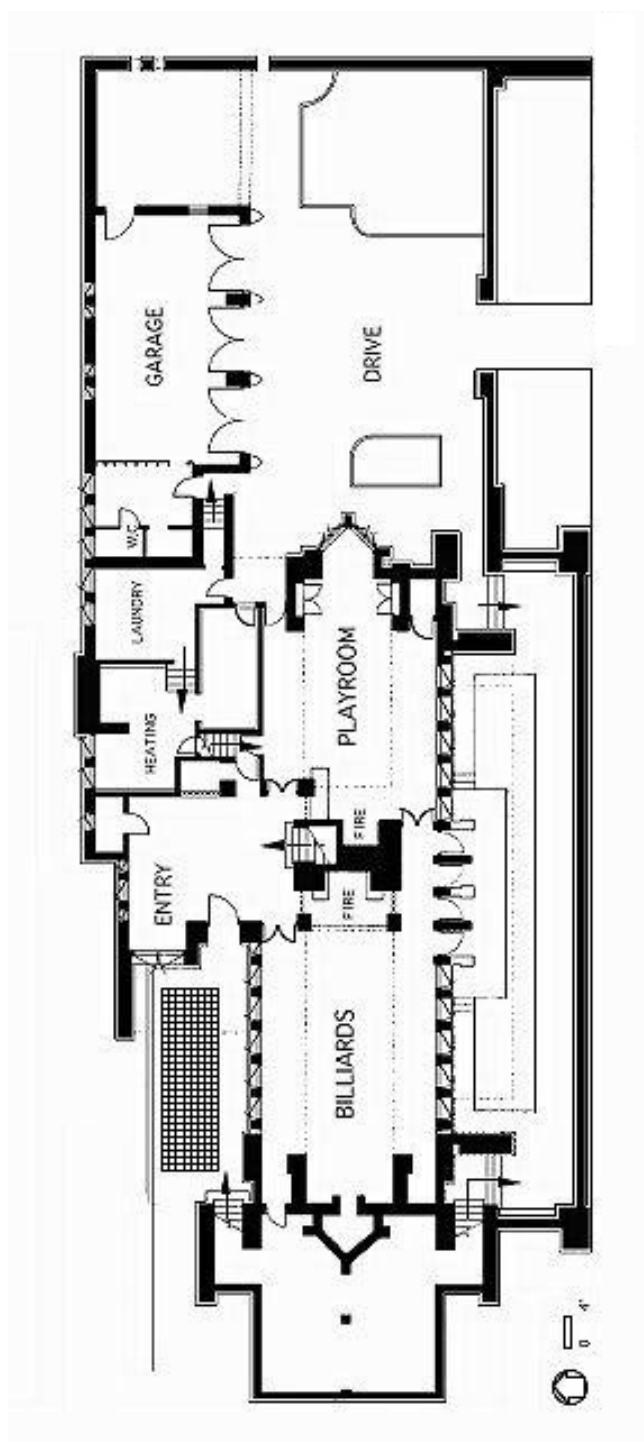 GARAGE
DRIVE
W.C
LAUNDRY
PLAYROOM
HEATING
FIRE
ENTRY
FIRE
BILLIARDS
0 4'